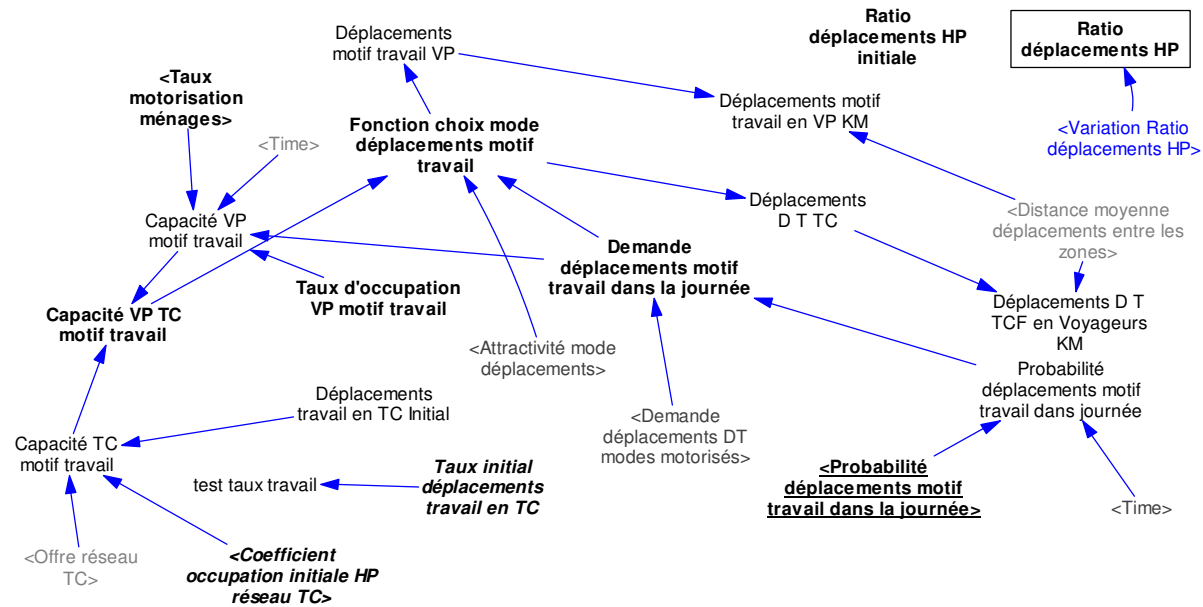 Déplacements
motif travail VP
Ratio
déplacements HP
initiale
Ratio
déplacements HP
<Taux
motorisation
ménages>
<Time>
Fonction choix mode
déplacements motif
travail
Déplacements motif
travail en VP KM
<Variation Ratio
déplacements HP>
Capacité VP
motif travail
Déplacements
D T TC
<Distance moyenne
déplacements entre les
zones>
Demande
déplacements motif
travail dans la journée
Taux d'occupation
VP motif travail
Capacité VP TC
motif travail
Déplacements D T
TCF en Voyageurs
KM
<Attractivité mode
déplacements>
Probabilité
déplacements motif
travail dans journée
Déplacements
travail en TC Initial
<Demande
déplacements DT
modes motorisés>
Capacité TC
motif travail
test taux travail
Taux initial
déplacements
travail en TC
<Probabilité
déplacements motif
travail dans la journée>
<Time>
<Offre réseau
TC>
<Coefficient
occupation initiale HP
réseau TC>